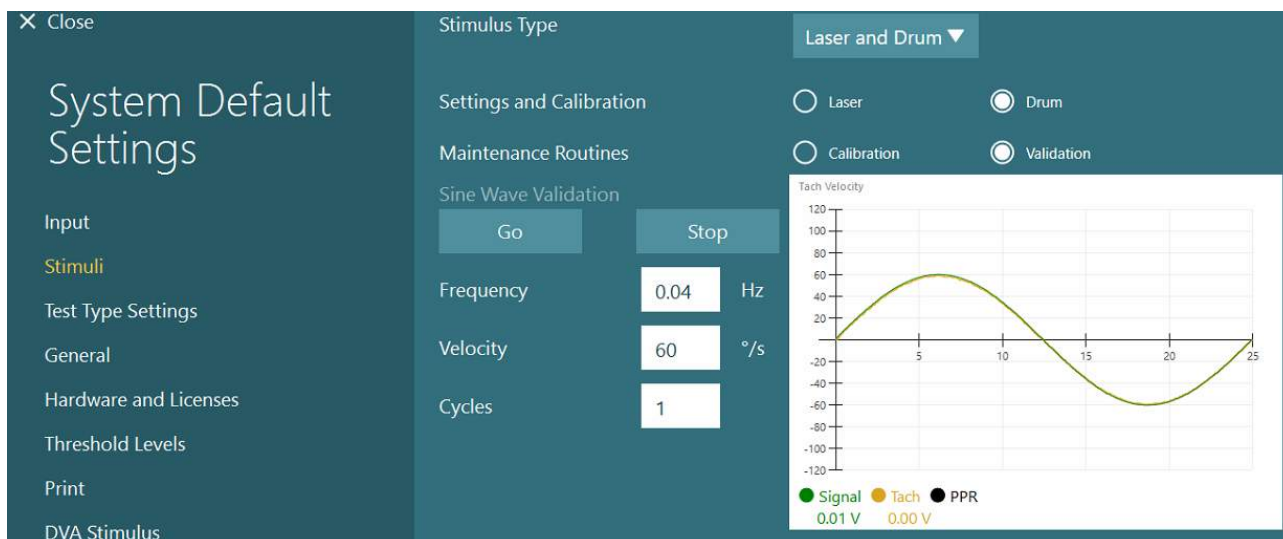 ✕ Close
System Default
Settings
Input
Stimuli
Test Type Settings
General
Hardware and Licenses
Threshold Levels
Print
DVA Stimulus
Stimulus Type
Laser and Drum ▼
Settings and Calibration
Laser
Drum
Maintenance Routines
Calibration
Validation
Sine Wave Validation
Go
Stop
Frequency
0.04
Hz
Velocity
60
°/s
Cycles
1
Tach Velocity
120
100
80
60
40
20
-20
-40
-60
-80
-100
-120
5
10
15
20
25
Signal
Tach
PPR
0.01 V
0.00 V